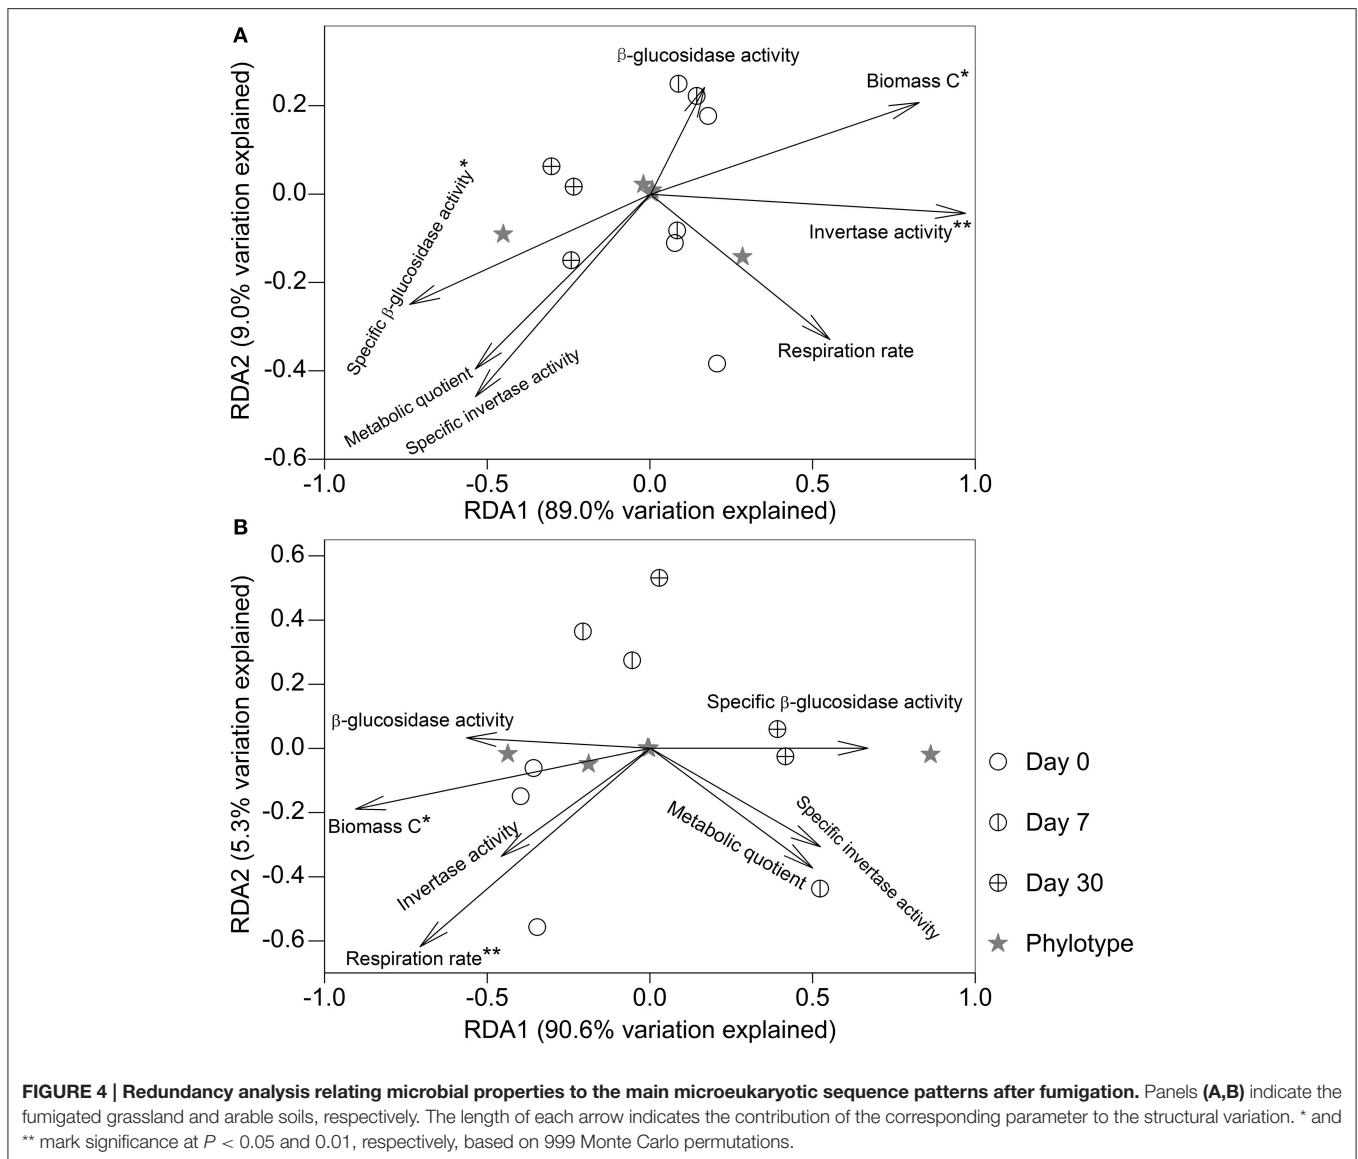 A
β-glucosidase activity
Biomass C*
Specific β-glucosidase activity*
Invertase activity**
Respiration rate
Metabolic quotient
Specific invertase activity
RDA2 (9.0% variation explained)
0.2
0.0
-0.2
-0.4
-0.6
-1.0 -0.5 0.0 0.5 1.0
RDA1 (89.0% variation explained)
B
RDA2 (5.3% variation explained)
0.6
0.4
0.2
0.0
-0.2
-0.4
-0.6
Specific β-glucosidase activity
β-glucosidase activity
Biomass C*
Invertase activity
Metabolic quotient
Specific invertase activity
Respiration rate**
-1.0 -0.5 0.0 0.5 1.0
RDA1 (90.6% variation explained)
Day 0
Day 7
Day 30
Phylotype
FIGURE 4 | Redundancy analysis relating microbial properties to the main microeukaryotic sequence patterns after fumigation. Panels (A,B) indicate the
fumigated grassland and arable soils, respectively. The length of each arrow indicates the contribution of the corresponding parameter to the structural variation. * and
** mark significance at P < 0.05 and 0.01, respectively, based on 999 Monte Carlo permutations.